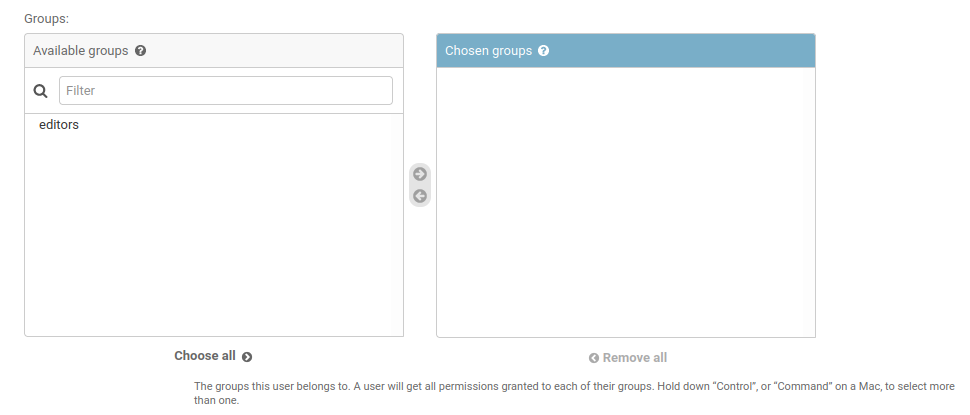 Groups:
Available groups ?
Chosen groups ?
Filter
editors
Choose all
Remove all
The groups this user belongs to. A user will get all permissions granted to each of their groups. Hold down “Control”, or “Command” on a Mac, to select more
than one.